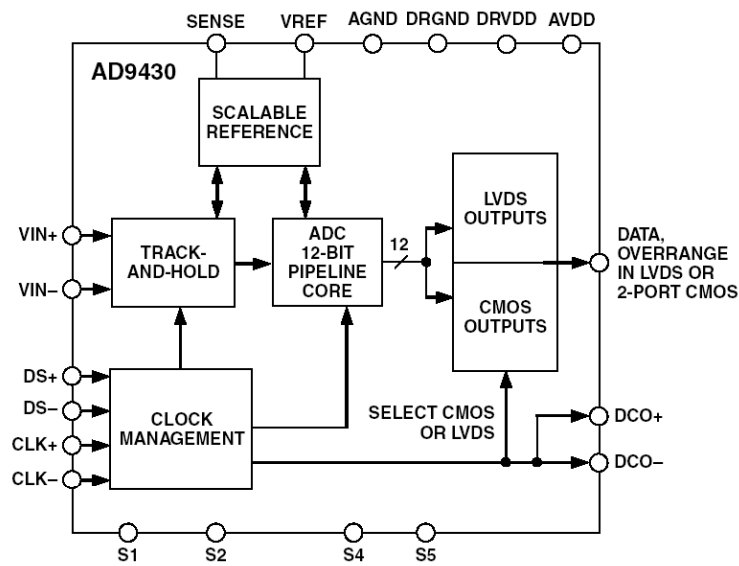 SENSE
VREF
AGND
DRGND
DRVDD
AVDD
AD9430
SCALABLE
REFERENCE
VIN+
VIN–
TRACK-
AND-HOLD
ADC
12-BIT
PIPELINE
CORE
12
LVDS
OUTPUTS
CMOS
OUTPUTS
DATA,
OVERRANGE
IN LVDS OR
2-PORT CMOS
DS+
DS–
CLK+
CLK–
CLOCK
MANAGEMENT
SELECT CMOS
OR LVDS
DCO+
DCO–
S1
S2
S4
S5